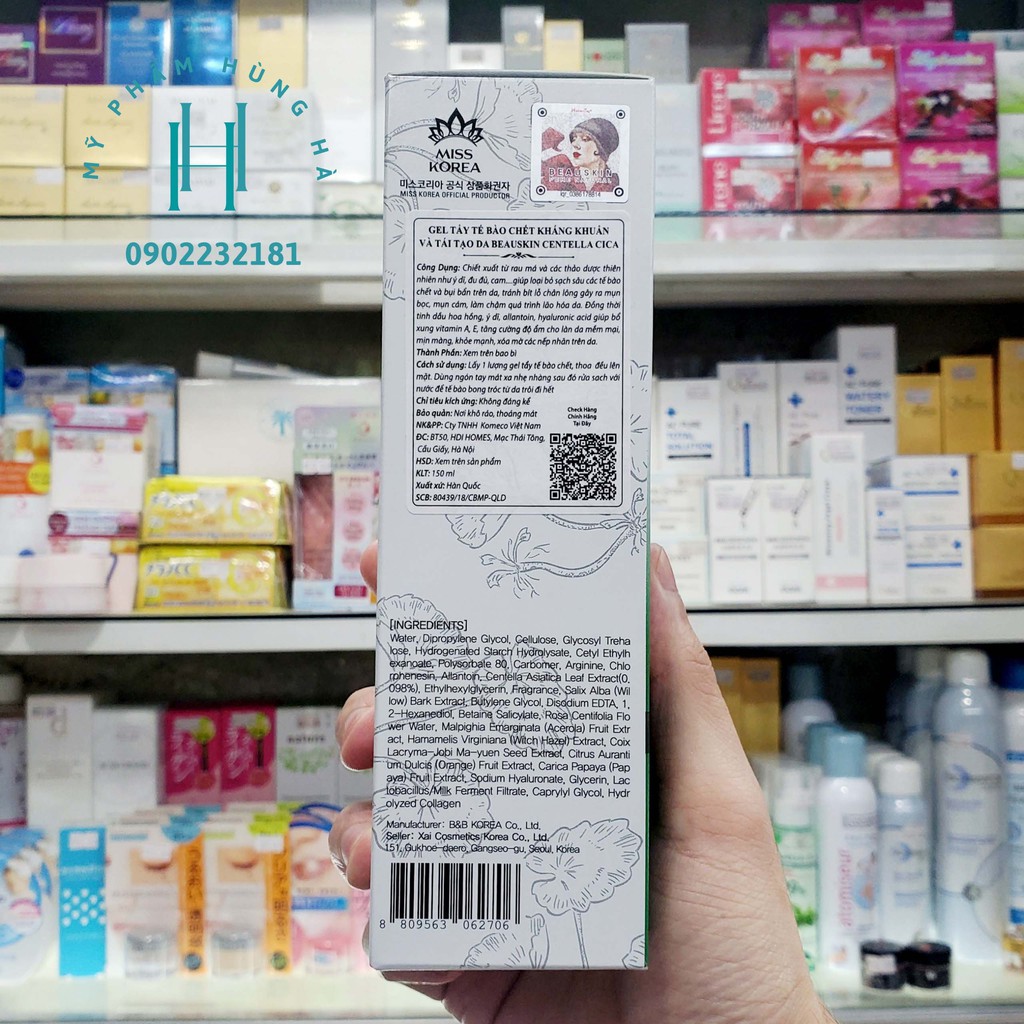 MỸ PHẨM HÙNG HÀ
H
0902232181
MISS
KOREA
미스코리아 공식 상품화권자
MISS KOREA OFFICIAL PRODUCTOR
BEAUSKIN
PURE NATURAL
GEL TẨY TẾ BÀO CHẾT KHÁNG KHUẨN
VÀ TÁI TẠO DA BEAUSKIN CENTELLA CICA
Công Dụng: Chiết xuất từ rau má và các thảo dược thiên
nhiên như ý dĩ, đu đủ, cam....giúp loại bỏ sạch sâu các tế bào
chết và bụi bẩn trên da, tránh bít lỗ chân lông gây ra mụn
bọc, mụn cám, làm chậm quá trình lão hóa da. Đồng thời
tinh dầu hoa hồng, ý dĩ, allantoin, hyaluronic acid giúp bổ
xung vitamin A, E, tăng cường độ ẩm cho làn da mềm mại,
mịn màng, khỏe mạnh, xóa mờ các nếp nhăn trên da.
Thành Phần: Xem trên bao bì
Cách sử dụng: Lấy 1 lượng gel tẩy tế bào chết, thoa đều lên
mặt. Dùng ngón tay mát xa nhẹ nhàng sau đó rửa sạch với
nước để tế bào bong tróc từ da trôi đi hết
Chỉ tiêu kích ứng: Không đáng kể
Bảo quản: Nơi khô ráo, thoáng mát
NK&PP: Cty TNHH Komeco Việt Nam
ĐC: BT50, HDI HOMES, Mạc Thái Tông,
Cầu Giấy, Hà Nội
HSD: Xem trên sản phẩm
KLT: 150 ml
Xuất xứ: Hàn Quốc
SCB: 80439/18/CBMP-QLD
Check Hàng
Chính Hãng
Tại Đây
[INGREDIENTS]
Water, Dipropylene Glycol, Cellulose, Glycosyl Treha
lose, Hydrogenated Starch Hydrolysate, Cetyl Ethylh
exanoate, Polysorbate 80, Carbomer, Arginine, Chlo
rphenesin, Allantoin, Centella Asiatica Leaf Extract(0.
098%), Ethylhexylglycerin, Fragrance, Salix Alba (Wil
low) Bark Extract, Butylene Glycol, Disodium EDTA, 1,
2-Hexanediol, Betaine Salicylate, Rosa Centifolia Flo
wer Water, Malpighia Emarginata (Acerola) Fruit Extr
act, Hamamelis Virginiana (Witch Hazel) Extract, Coix
Lacryma-Jobi Ma-yuen Seed Extract, Citrus Auranti
um Dulcis (Orange) Fruit Extract, Carica Papaya (Pap
aya) Fruit Extract, Sodium Hyaluronate, Glycerin, Lac
tobacillus/Milk Ferment Filtrate, Caprylyl Glycol, Hydr
olyzed Collagen
Manufacturer: B&B KOREA Co., Ltd.
Seller: Xai Cosmetics Korea Co., Ltd.
151, Gukhoe-daero, Gangseo-gu, Seoul, Korea
8 809563 062706